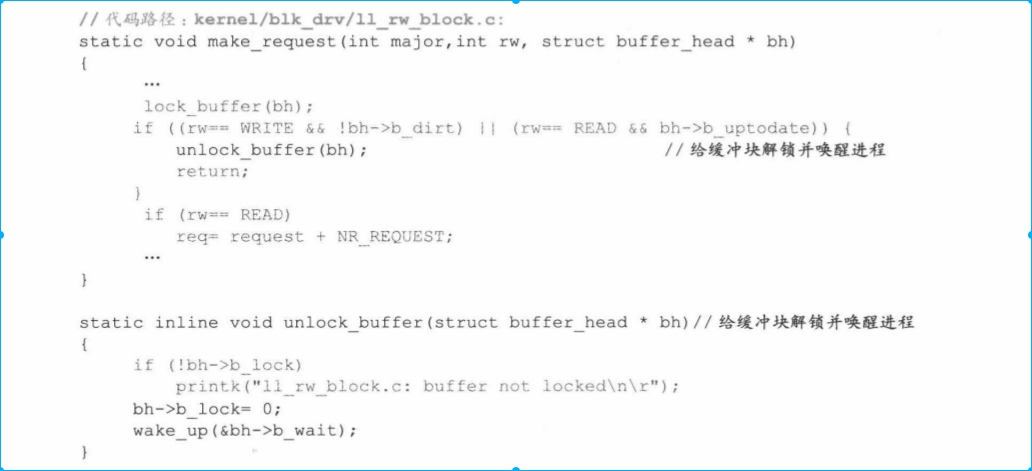 //代码路径：kernel/blk_drv/ll_rw_block.c:
static void make_request(int major,int rw, struct buffer_head * bh)
{
…
lock_buffer(bh);
if ((rw== WRITE && !bh->b_dirt) || (rw== READ && bh->b_uptodate)) {
unlock_buffer(bh); //给缓冲块解锁并唤醒进程
return;
}
if (rw== READ)
req= request + NR_REQUEST;
…
}
static inline void unlock_buffer(struct buffer_head * bh)//给缓冲块解锁并唤醒进程
{
if (!bh->b_lock)
printk("ll_rw_block.c: buffer not locked\n\r");
bh->b_lock= 0;
wake_up(&bh->b_wait);
}